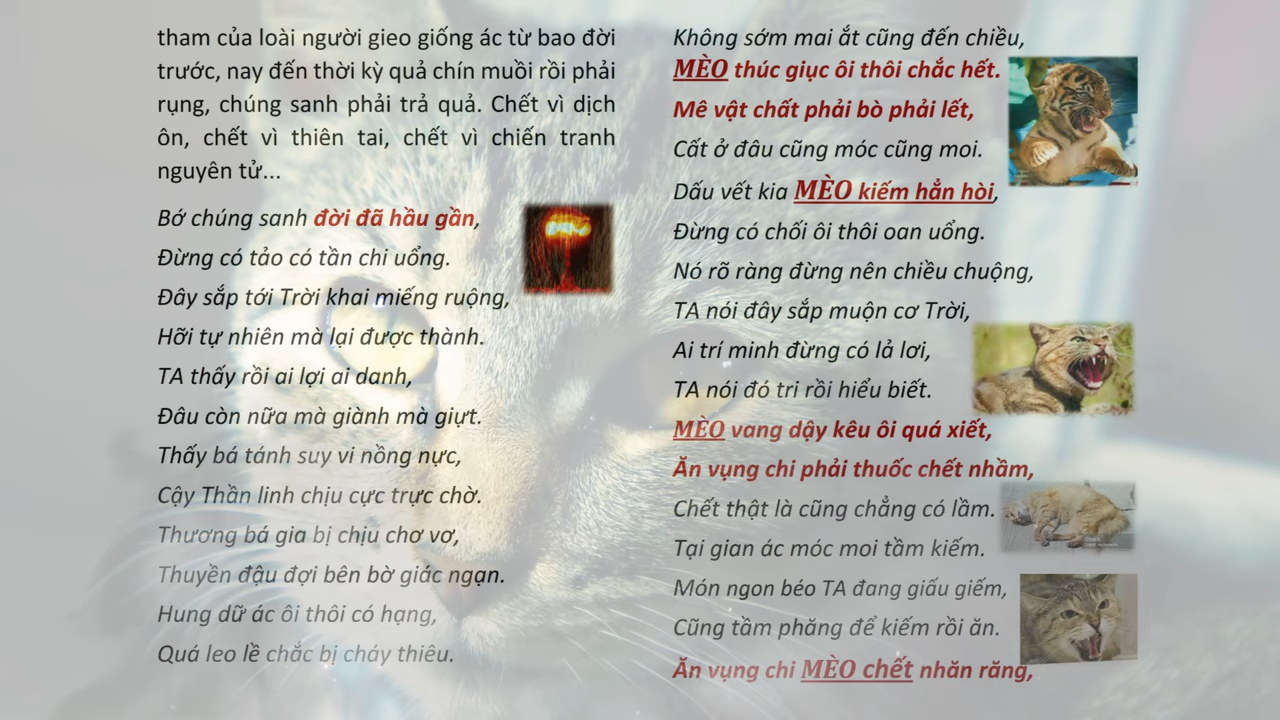 tham của loài người gieo giống ác từ bao đời
trước, nay đến thời kỳ quả chín muồi rồi phải
rụng, chúng sanh phải trả quả. Chết vì dịch
ôn, chết vì thiên tai, chết vì chiến tranh
nguyên tử...
Bớ chúng sanh đời đã hầu gần,
Đừng có tảo có tần chi uổng.
Đây sắp tới Trời khai miếng ruộng,
Hỡi tự nhiên mà lại được thành.
TA thấy rồi ai lợi ai danh,
Đâu còn nữa mà giành mà giựt.
Thấy bá tánh suy vi nồng nực,
Cậy Thần linh chịu cực trực chờ.
Thương bá gia bị chịu chơ vơ,
Thuyền đậu đợi bên bờ giác ngạn.
Hung dữ ác ôi thôi có hạng,
Quá leo lề chắc bị cháy thiêu.
Không sớm mai ắt cũng đến chiều,
MÈO thúc giục ôi thôi chắc hết.
Mê vật chất phải bò phải lết,
Cất ở đâu cũng móc cũng moi.
Dấu vết kia MÈO kiếm hẳn hòi,
Đừng có chối ôi thôi oan uổng.
Nó rõ ràng đừng nên chiều chuộng,
TA nói đây sắp muộn cơ Trời,
Ai trí minh đừng có lả lơi,
TA nói đó tri rồi hiểu biết.
MÈO vang dậy kêu ôi quá xiết,
Ăn vụng chi phải thuốc chết nhầm,
Chết thật là cũng chẳng có lầm.
Tại gian ác móc moi tầm kiếm.
Món ngon béo TA đang giấu giếm,
Cũng tầm phăng để kiếm rồi ăn.
Ăn vụng chi MÈO chết nhăn răng,